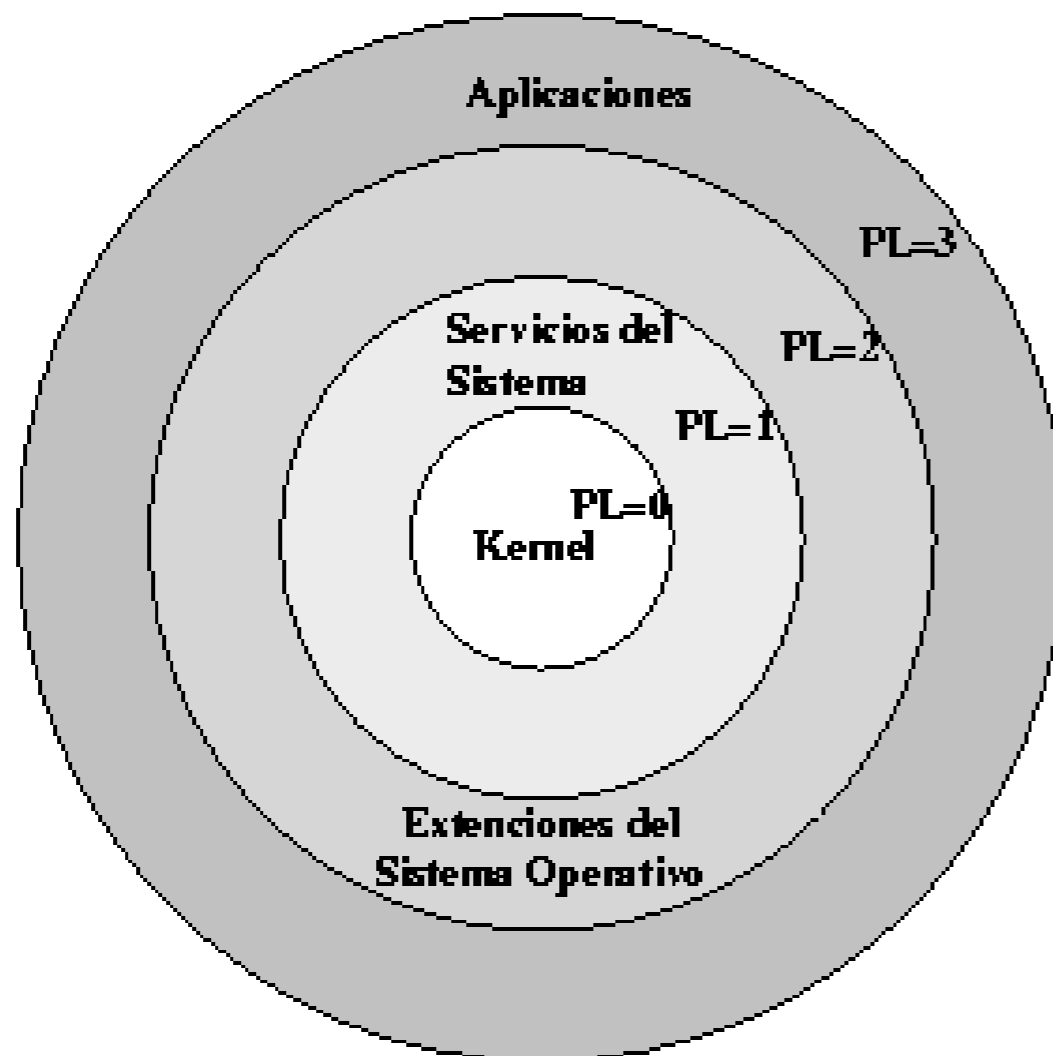 Aplicaciones
PL=3
Servicios del
Sistema
PL=2
PL=1
PL=0
Kernel
Extenciones del
Sistema Operativo